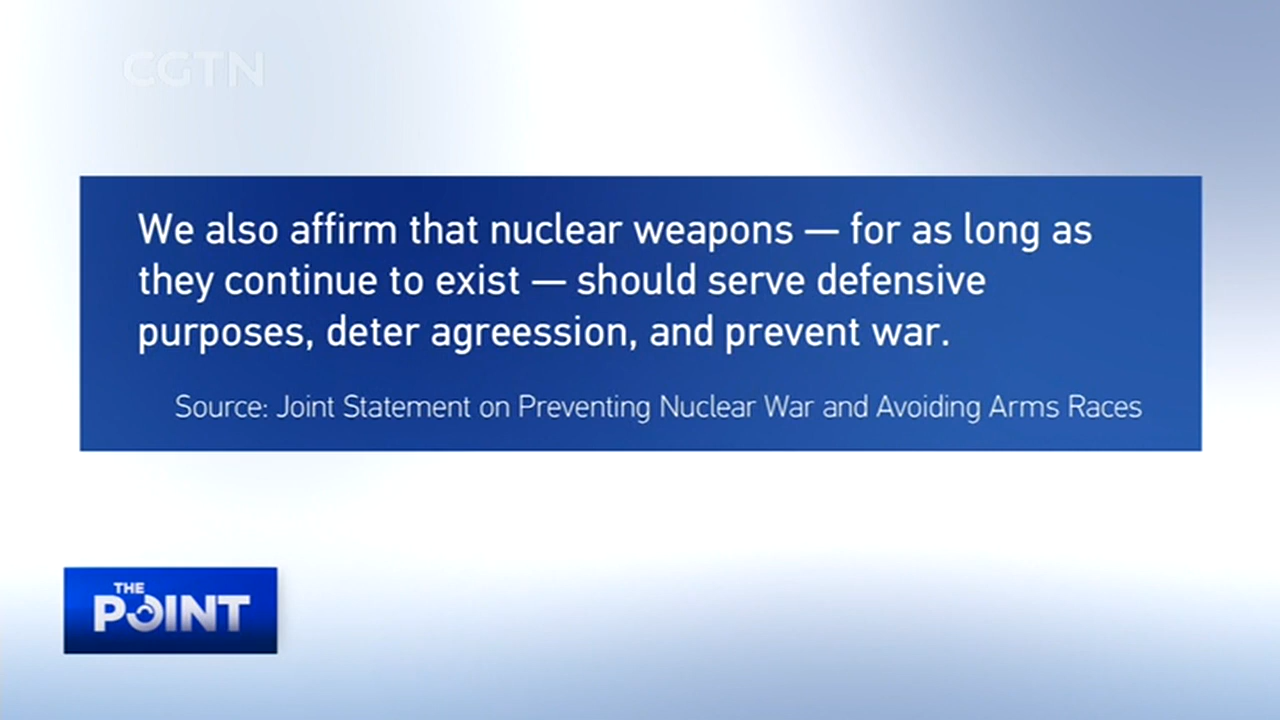 CGTN
We also affirm that nuclear weapons — for as long as
they continue to exist — should serve defensive
purposes, deter agreession, and prevent war.
Source: Joint Statement on Preventing Nuclear War and Avoiding Arms Races
THE
POINT